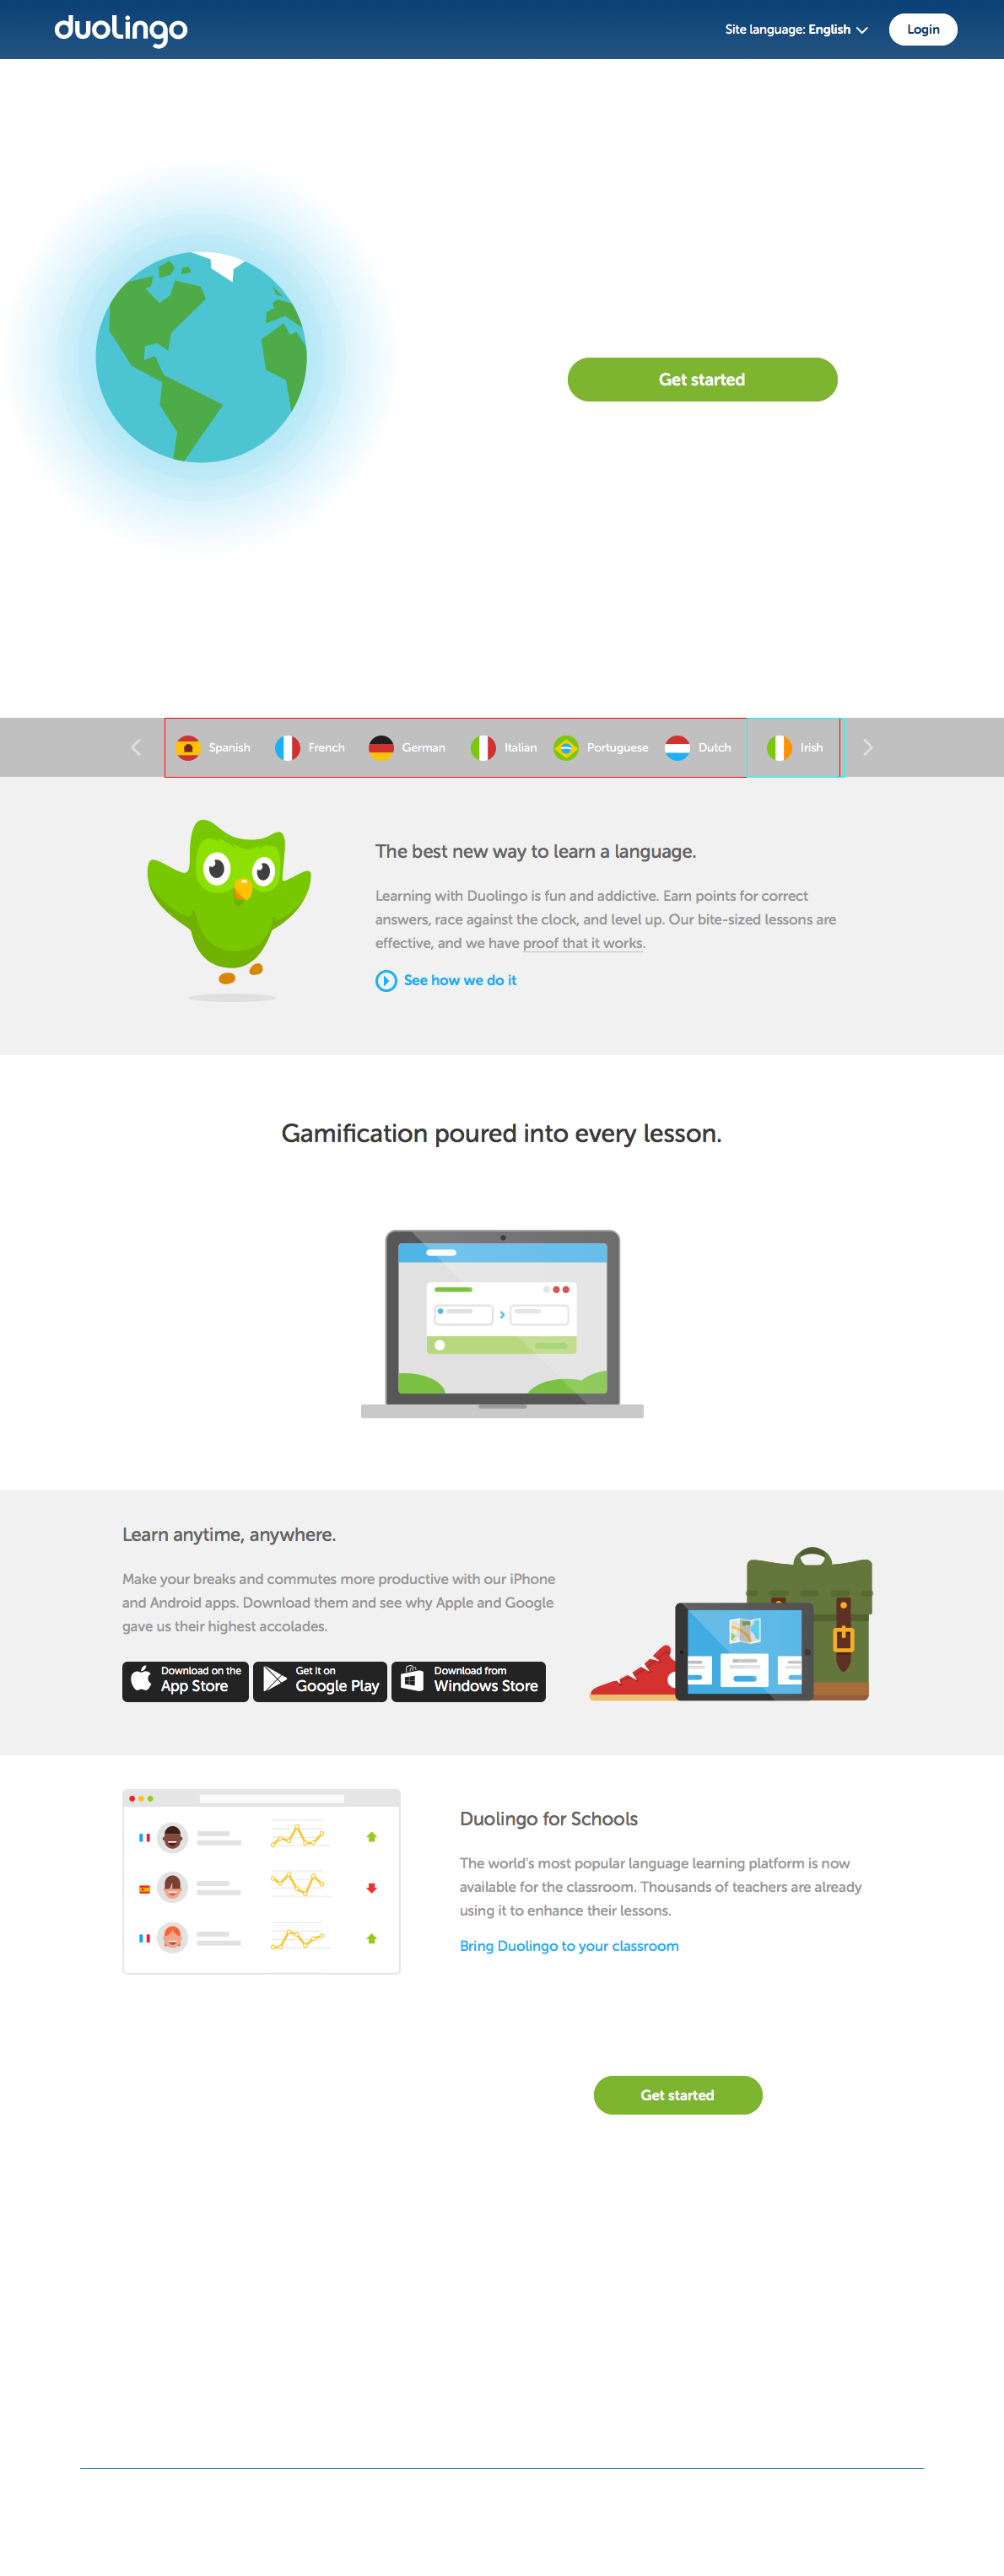 duolingo
Site language: English
Login
Get started
Spanish
French
German
Italian
Portuguese
Dutch
Irish
The best new way to learn a language.
Learning with Duolingo is fun and addictive. Earn points for correct
answers, race against the clock, and level up. Our bite-sized lessons are
effective, and we have proof that it works.
See how we do it
Gamification poured into every lesson.
Learn anytime, anywhere.
Make your breaks and commutes more productive with our iPhone
and Android apps. Download them and see why Apple and Google
gave us their highest accolades.
Download on the
App Store
Get it on
Google Play
Download from
Windows Store
Duolingo for Schools
The world's most popular language learning platform is now
available for the classroom. Thousands of teachers are already
using it to enhance their lessons.
Bring Duolingo to your classroom
Get started